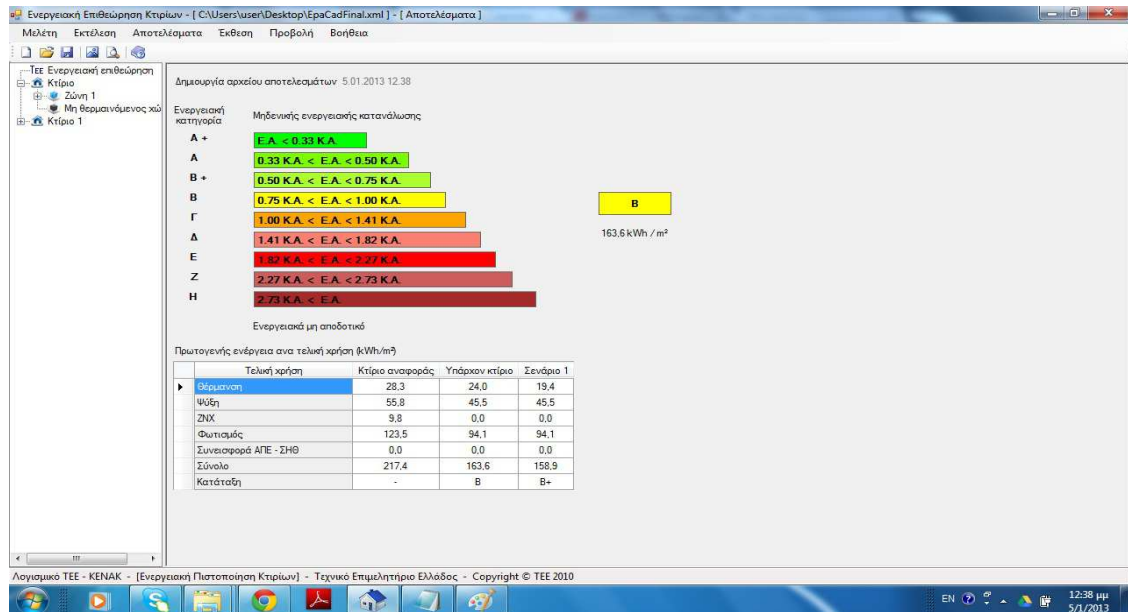 Ενεργειακή Επιθεώρηση Κτιρίων - [ C:\Users\user\Desktop\EpaCadFinal.xml ] - [ Αποτελέσματα ]
Μελέτη Εκτέλεση Αποτελέσματα Έκθεση Προβολή Βοήθεια
ΤΕΕ Ενεργειακή επιθεώρηση
Κτίριο
Ζώνη 1
Μη θερμαινόμενος χώ
Κτίριο 1
Δημιουργία αρχείου αποτελεσμάτων 5.01.2013 12.38
Ενεργειακή κατηγορία
Μηδενικής ενεργειακής κατανάλωσης
Α + Ε.Α. < 0.33 Κ.Α.
Α 0.33 Κ.Α. < Ε.Α. < 0.50 Κ.Α.
Β + 0.50 Κ.Α. < Ε.Α. < 0.75 Κ.Α.
Β 0.75 Κ.Α. < Ε.Α. < 1.00 Κ.Α.
Γ 1.00 Κ.Α. < Ε.Α. < 1.41 Κ.Α.
Δ 1.41 Κ.Α. < Ε.Α. < 1.82 Κ.Α.
Ε 1.82 Κ.Α. < Ε.Α. < 2.27 Κ.Α.
Ζ 2.27 Κ.Α. < Ε.Α. < 2.73 Κ.Α.
Η 2.73 Κ.Α. < Ε.Α.
Ενεργειακά μη αποδοτικό
Β
163,6 kWh / m²
Πρωτογενής ενέργεια ανα τελική χρήση (kWh/m²)
Τελική χρήση Κτίριο αναφοράς Υπάρχον κτίριο Σενάριο 1
Θέρμανση 28,3 24,0 19,4
Ψύξη 55,8 45,5 45,5
ΖΝΧ 9,8 0,0 0,0
Φωτισμός 123,5 94,1 94,1
Συνεισφορά ΑΠΕ - ΣΗΘ 0,0 0,0 0,0
Σύνολο 217,4 163,6 158,9
Κατάταξη - Β Β+
Λογισμικό ΤΕΕ - ΚΕΝΑΚ - [Ενεργειακή Πιστοποίηση Κτιρίων] - Τεχνικό Επιμελητήριο Ελλάδος - Copyright © TEE 2010
EN
12:38 μμ
5/1/2013